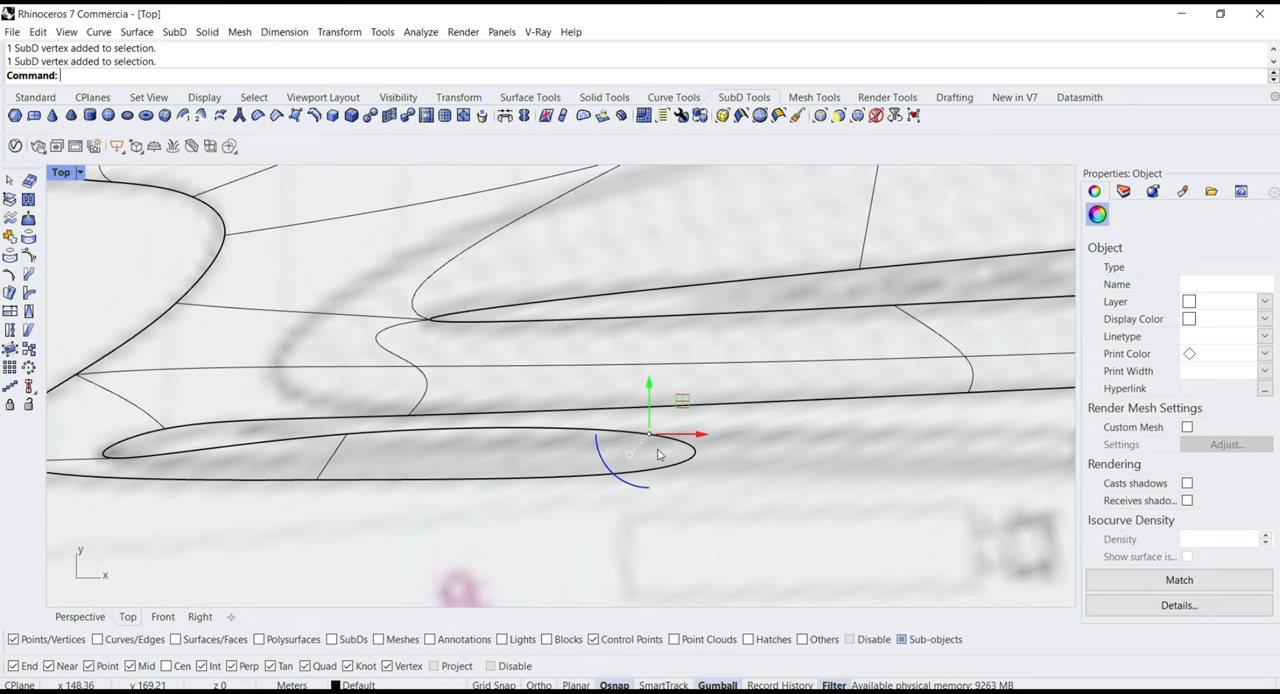 Rhinoceros 7 Commercia - [Top]
File Edit View Curve Surface SubD Solid Mesh Dimension Transform Tools Analyze Render Panels V-Ray Help
1 SubD vertex added to selection.
1 SubD vertex added to selection.
Command:
Standard CPlanes Set View Display Select Viewport Layout Visibility Transform Surface Tools Solid Tools Curve Tools SubD Tools Mesh Tools Render Tools Drafting New in V7 Datasmith
Top
Properties: Object
Object
Type
Name
Layer
Display Color
Linetype
Print Color
Print Width
Hyperlink
...
Render Mesh Settings
Custom Mesh
Settings Adjust...
Rendering
Casts shadows
Receives shado...
Isocurve Density
Density
Show surface is...
Match
Details...
y
x
Perspective Top Front Right
Points/Vertices Curves/Edges Surfaces/Faces Polysurfaces SubDs Meshes Annotations Lights Blocks Control Points Point Clouds Hatches Others Disable Sub-objects
End Near Point Mid Cen Int Perp Tan Quad Knot Vertex Project Disable
CPlane x 148.36 y 169.21 z 0 Meters Default Grid Snap Ortho Planar Osnap SmartTrack Gumball Record History Filter Available physical memory: 9263 MB